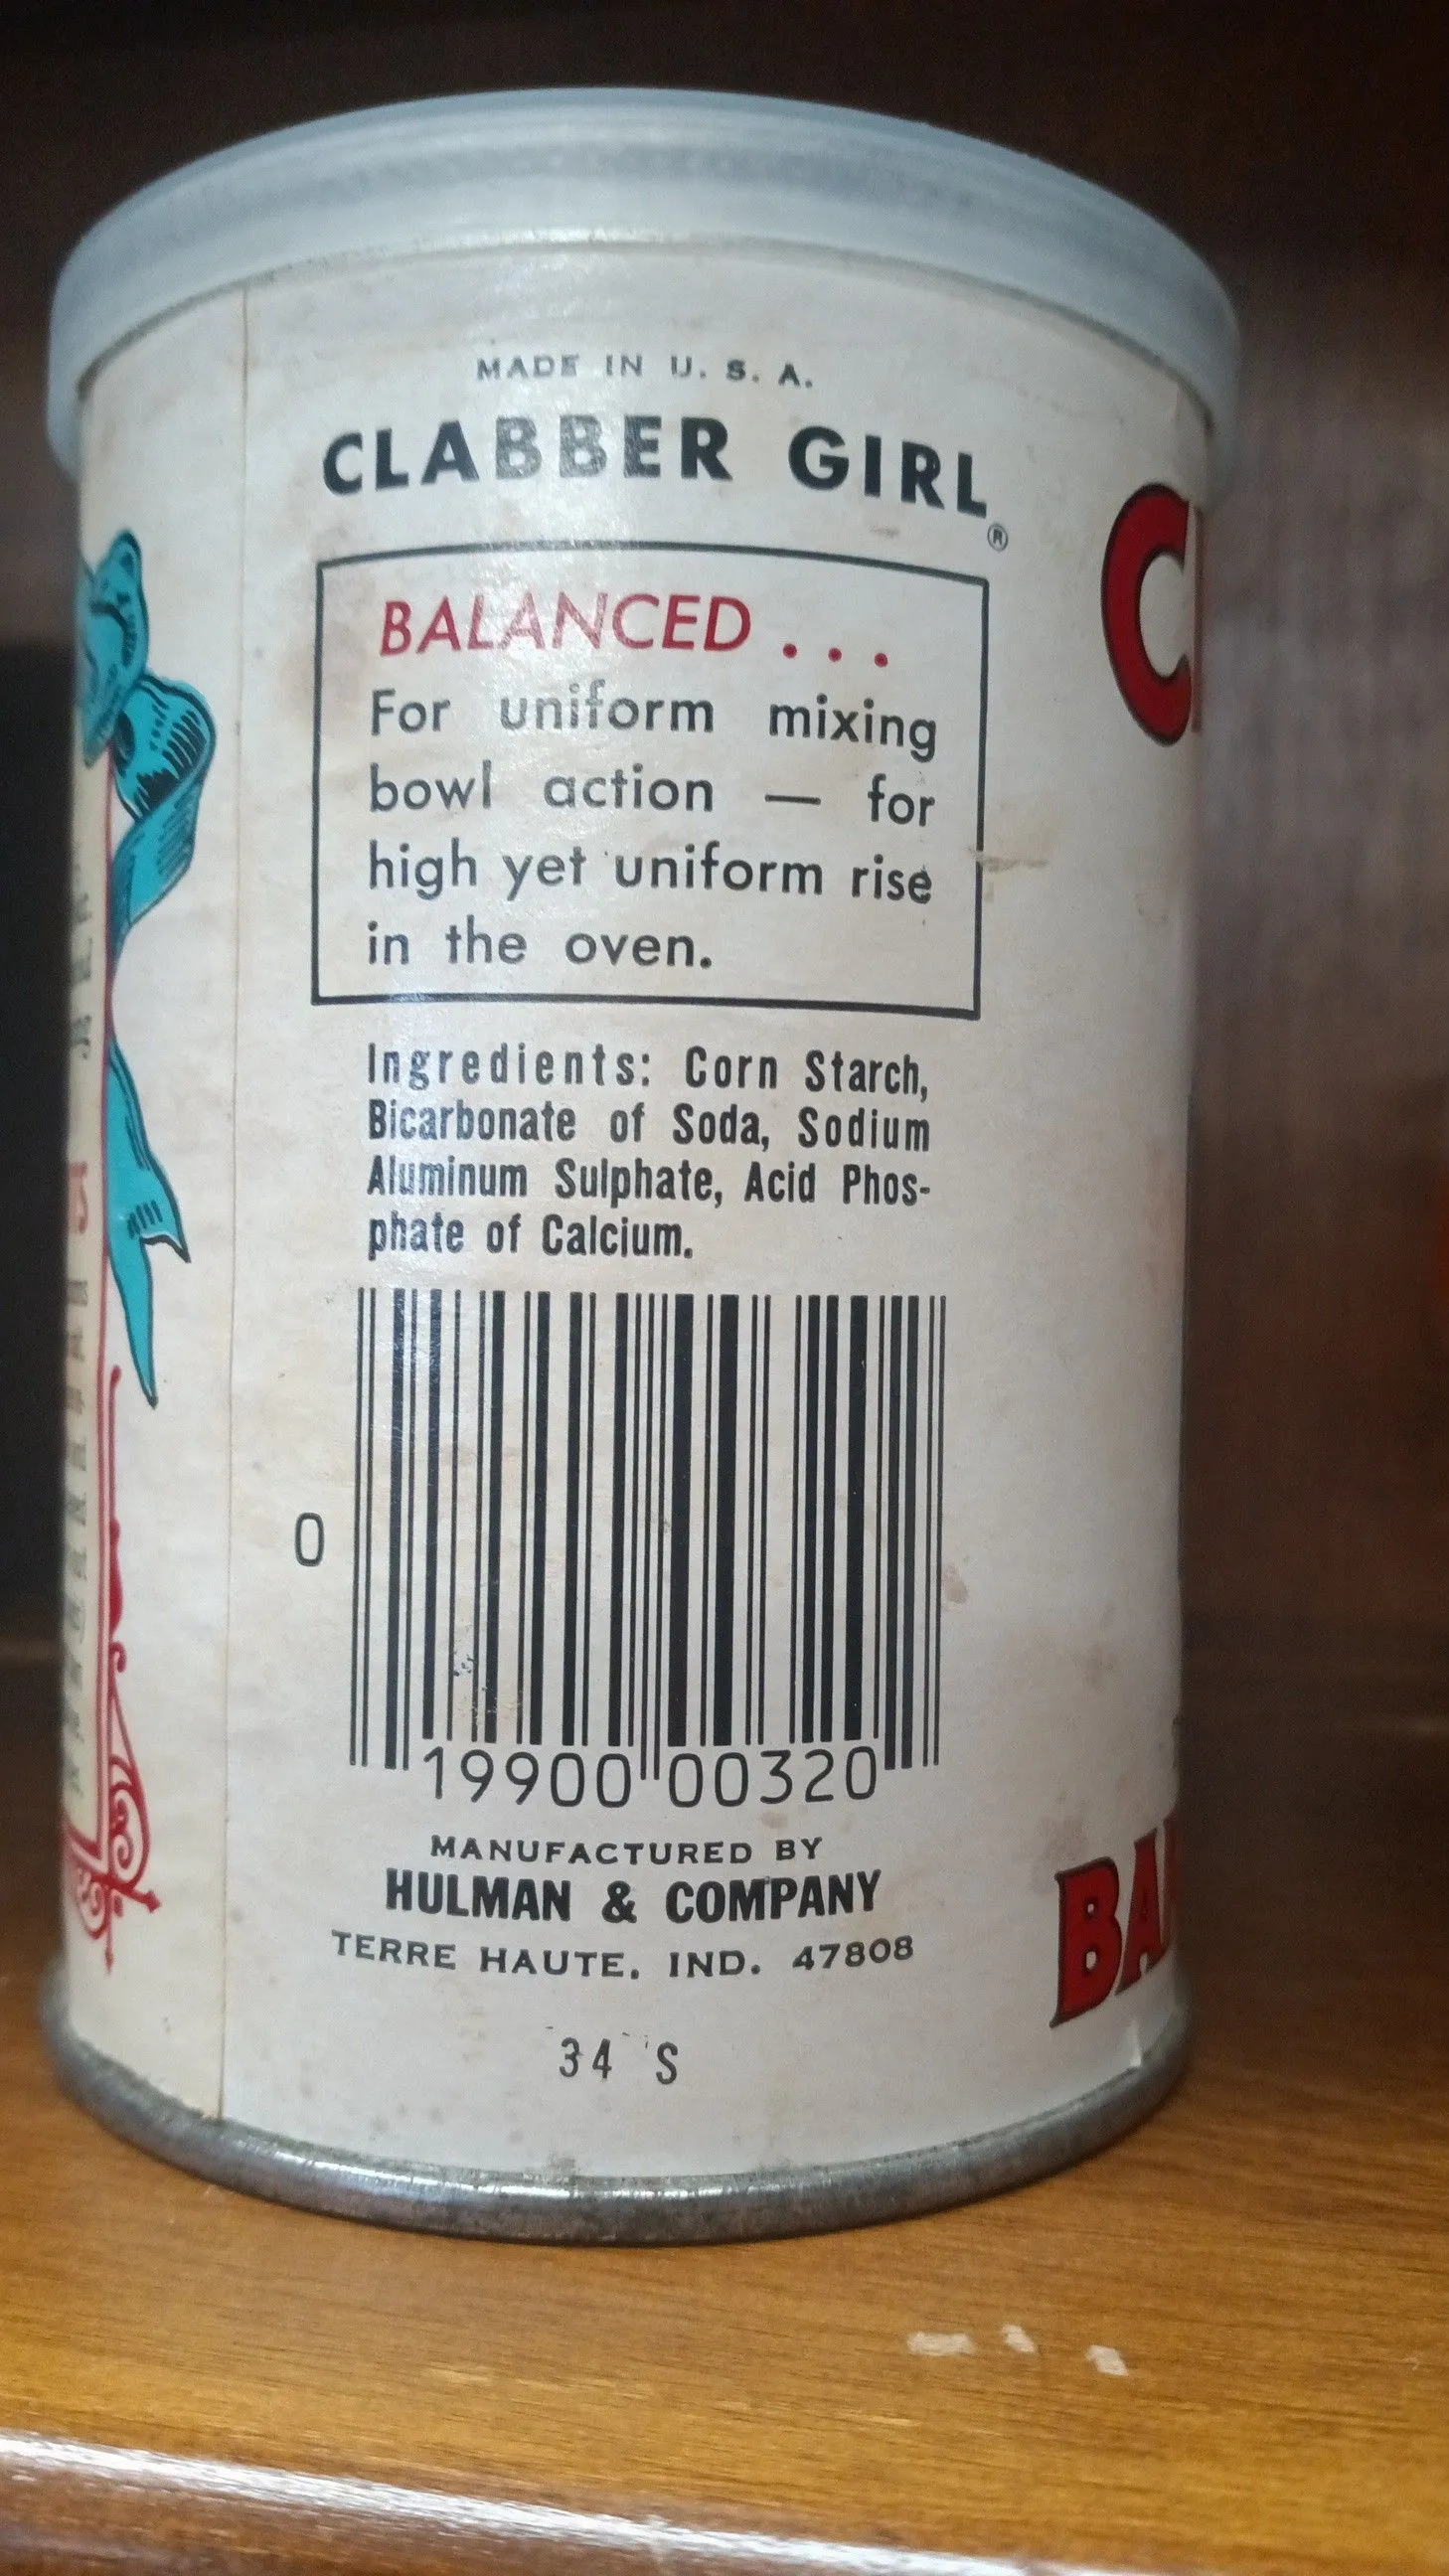 MADE IN U. S. A.
CLABBER GIRL®
BALANCED . . .
For uniform mixing
bowl action — for
high yet uniform rise
in the oven.
Ingredients: Corn Starch,
Bicarbonate of Soda, Sodium
Aluminum Sulphate, Acid Phos-
phate of Calcium.
0 19900 00320
MANUFACTURED BY
HULMAN & COMPANY
TERRE HAUTE, IND. 47808
34 S